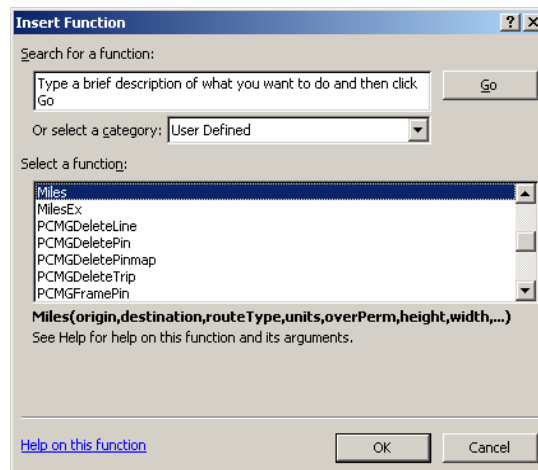 Insert Function
Search for a function:
Type a brief description of what you want to do and then click
Go
Go
Or select a category: User Defined
Select a function:
Miles
MilesEx
PCMGDeleteLine
PCMGDeletePin
PCMGDeletePinmap
PCMGDeleteTrip
PCMGFramePin
Miles(origin,destination,routeType,units,overPerm,height,width,...)
See Help for help on this function and its arguments.
Help on this function
OK
Cancel